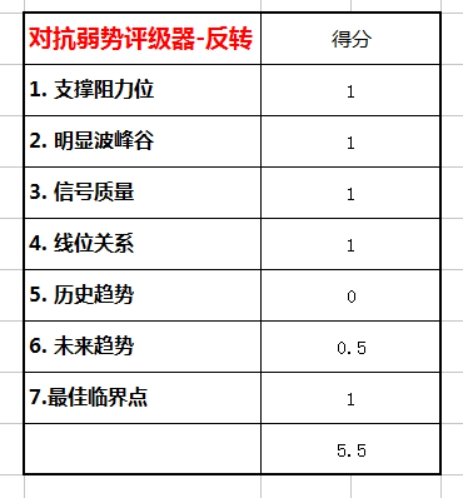 对抗弱势评级器-反转 得分
1. 支撑阻力位 1
2. 明显波峰谷 1
3. 信号质量 1
4. 线位关系 1
5. 历史趋势 0
6. 未来趋势 0.5
7.最佳临界点 1
5.5